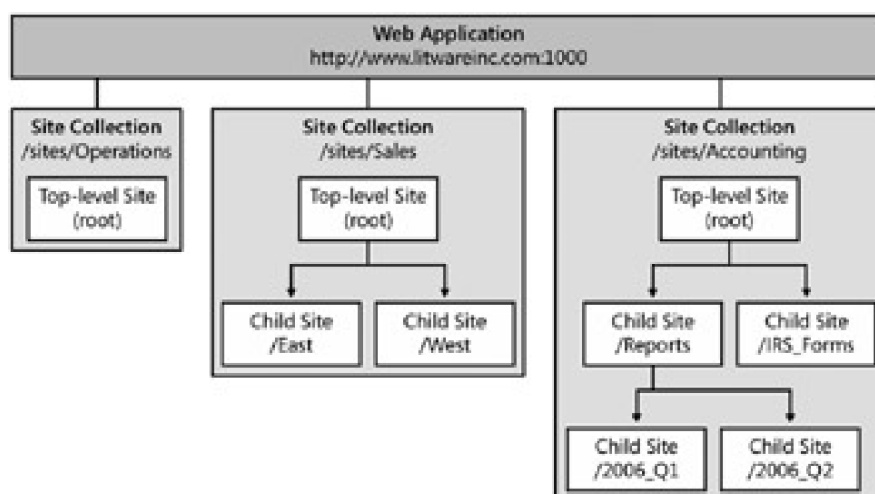 Web Application
http://www.litwareinc.com:1000
Site Collection
/sites/Operations
Top-level Site
(root)
Site Collection
/sites/Sales
Top-level Site
(root)
Child Site
/East
Child Site
/West
Site Collection
/sites/Accounting
Top-level Site
(root)
Child Site
/Reports
Child Site
/IRS_Forms
Child Site
/2006_Q1
Child Site
/2006_Q2